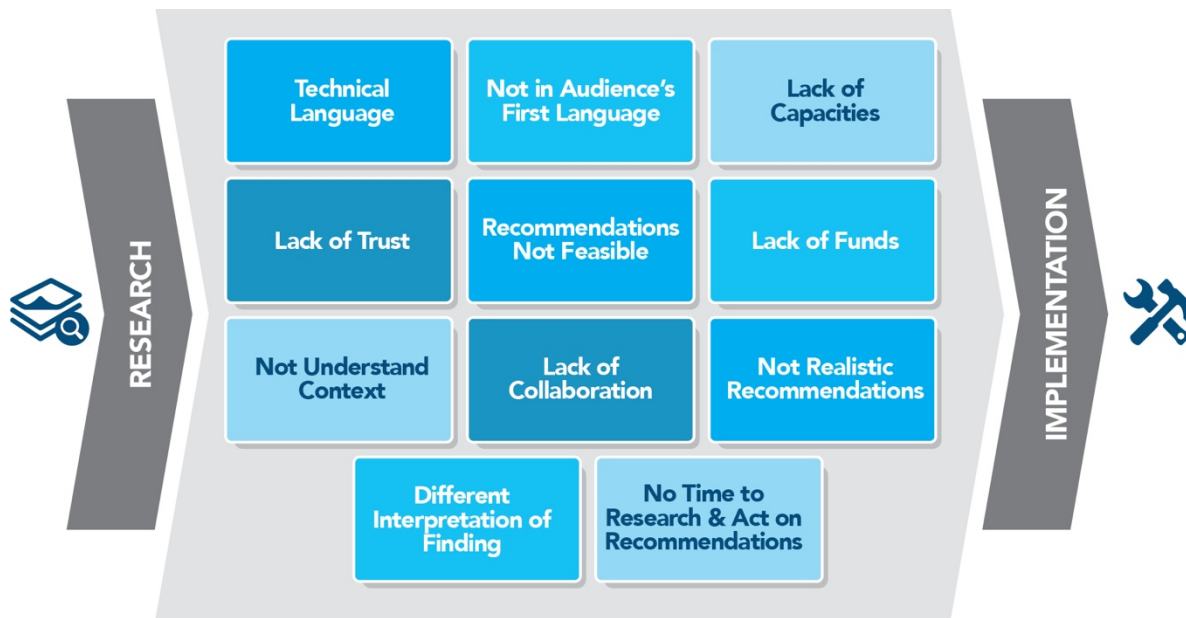 Technical
Language
Not in Audience's
First Language
Lack of
Capacities
RESEARCH
Lack of Trust
Recommendations
Not Feasible
Lack of Funds
IMPLEMENTATION
Not Understand
Context
Lack of
Collaboration
Not Realistic
Recommendations
Different
Interpretation of
Finding
No Time to
Research & Act on
Recommendations